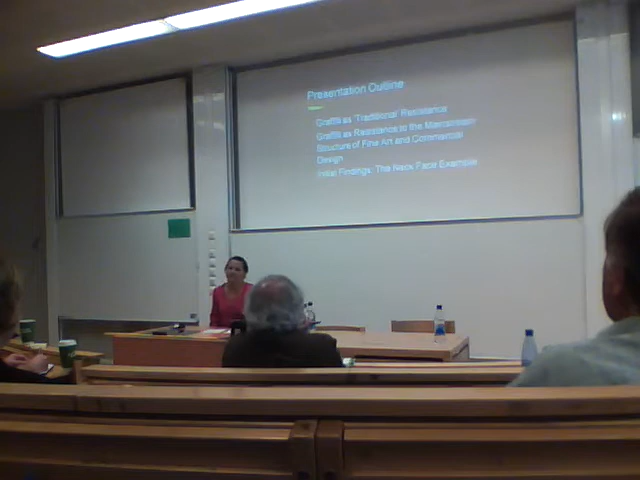 Presentation Outline
Graffiti as 'Traditional' Resistance
Graffiti as Resistance to the Mainstream
Structure of Fine Art and Commercial
Design
Initial Findings: The Neck Face Example